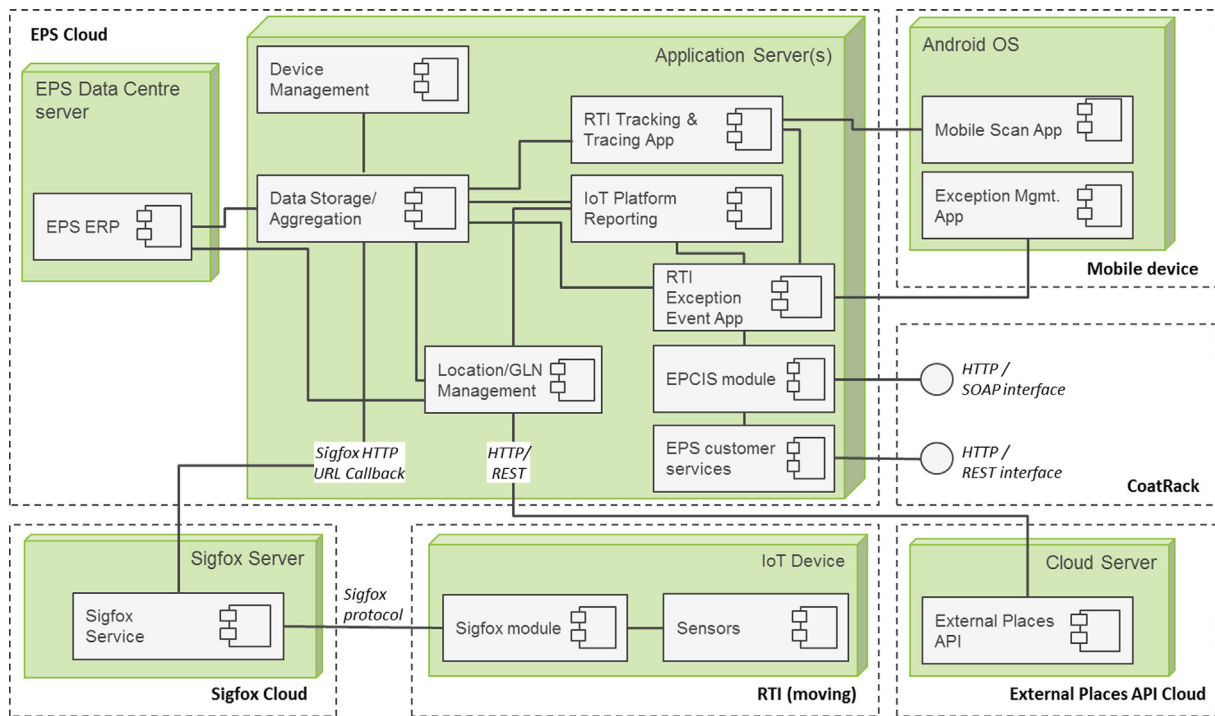 EPS Cloud
EPS Data Centre
server
EPS ERP
Application Server(s)
Device
Management
Data Storage/
Aggregation
RTI Tracking &
Tracing App
IoT Platform
Reporting
RTI
Exception
Event App
Location/GLN
Management
EPCIS module
EPS customer
services
Sigfox HTTP
URL Callback
HTTP/
REST
Android OS
Mobile Scan App
Exception Mgmt.
App
Mobile device
HTTP /
SOAP interface
HTTP /
REST interface
CoatRack
Sigfox Server
Sigfox
Service
Sigfox Cloud
Sigfox
protocol
IoT Device
Sigfox module
Sensors
RTI (moving)
Cloud Server
External Places
API
External Places API Cloud